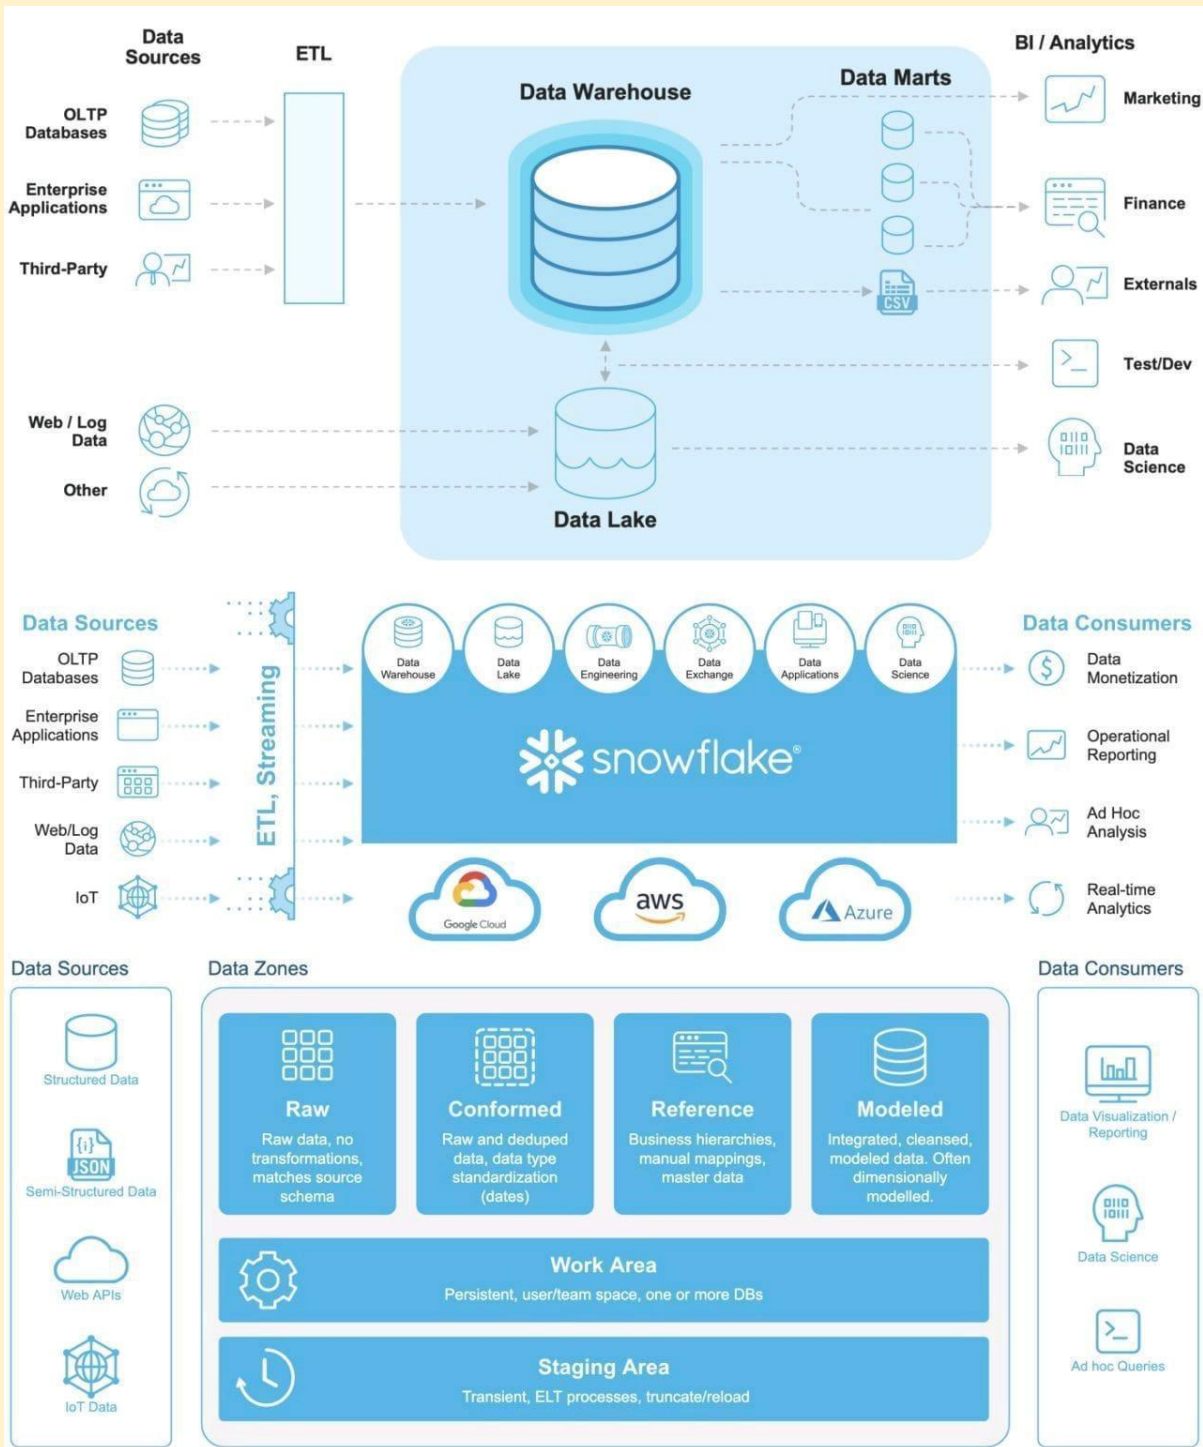 Data
Sources
ETL
Data Warehouse
Data Marts
BI / Analytics
OLTP
Databases
Enterprise
Applications
Third-Party
Web / Log
Data
Other
CSV
Data Lake
Marketing
Finance
Externals
Test/Dev
Data
Science
Data Sources
OLTP
Databases
Enterprise
Applications
Third-Party
Web/Log
Data
IoT
ETL, Streaming
Data
Warehouse
Data
Lake
Data
Engineering
Data
Exchange
Data
Applications
Data
Science
snowflake®
Google Cloud
aws
Azure
Data Consumers
Data
Monetization
Operational
Reporting
Ad Hoc
Analysis
Real-time
Analytics
Data Sources
Structured Data
{i}
JSON
Semi-Structured Data
Web APIs
IoT Data
Data Zones
Raw
Raw data, no
transformations,
matches source
schema
Conformed
Raw and deduped
data, data type
standardization
(dates)
Reference
Business hierarchies,
manual mappings,
master data
Modeled
Integrated, cleansed,
modeled data. Often
dimensionally
modelled.
Work Area
Persistent, user/team space, one or more DBs
Staging Area
Transient, ELT processes, truncate/reload
Data Consumers
Data Visualization /
Reporting
Data Science
Ad hoc Queries